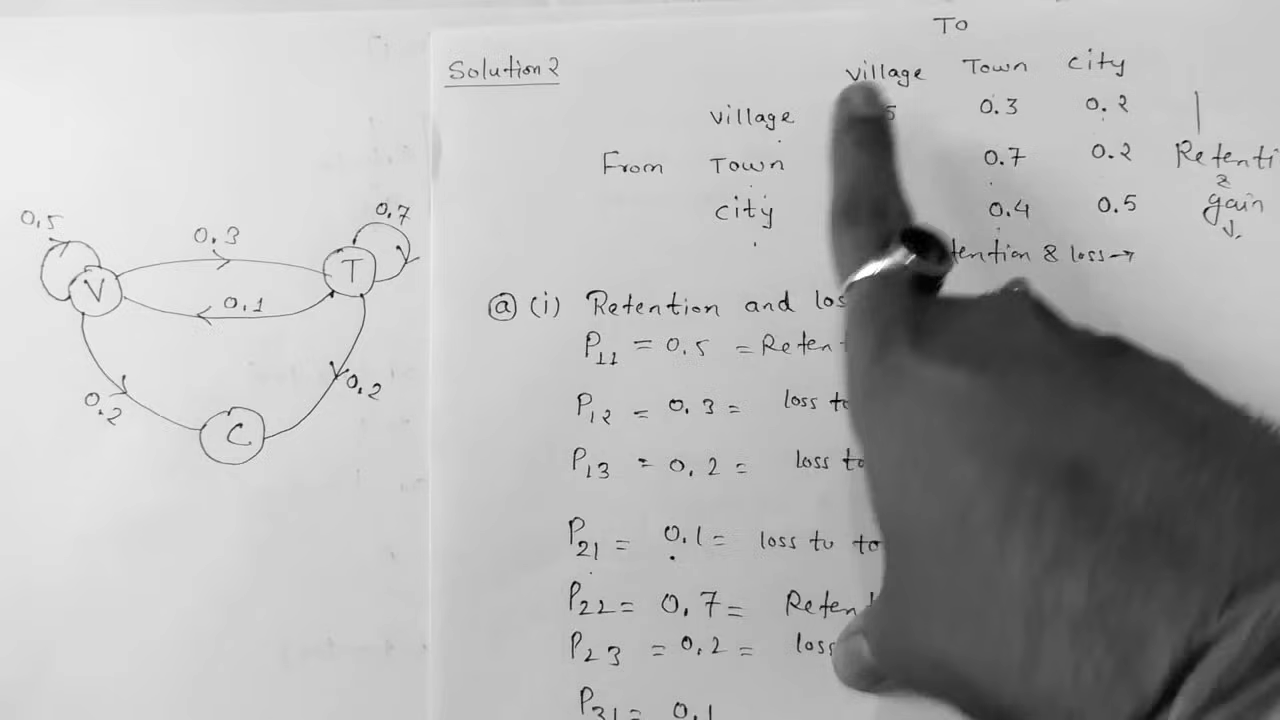 To
Solution 2
village Town City
village 5 0.3 0.2
From Town 0.7 0.2 Retenti
&
city 0.4 0.5 gain
tention & loss→
0.5
0.3
0.7
V
T
0.1
0.2
0.2
C
(a) (i) Retention and los
P11 = 0.5 = Retent
P12 = 0.3 = loss to
P13 = 0.2 = loss to
P21 = 0.1 = loss to to
P22 = 0.7 = Reten
P23 = 0.2 = loss
P31 = 0.1